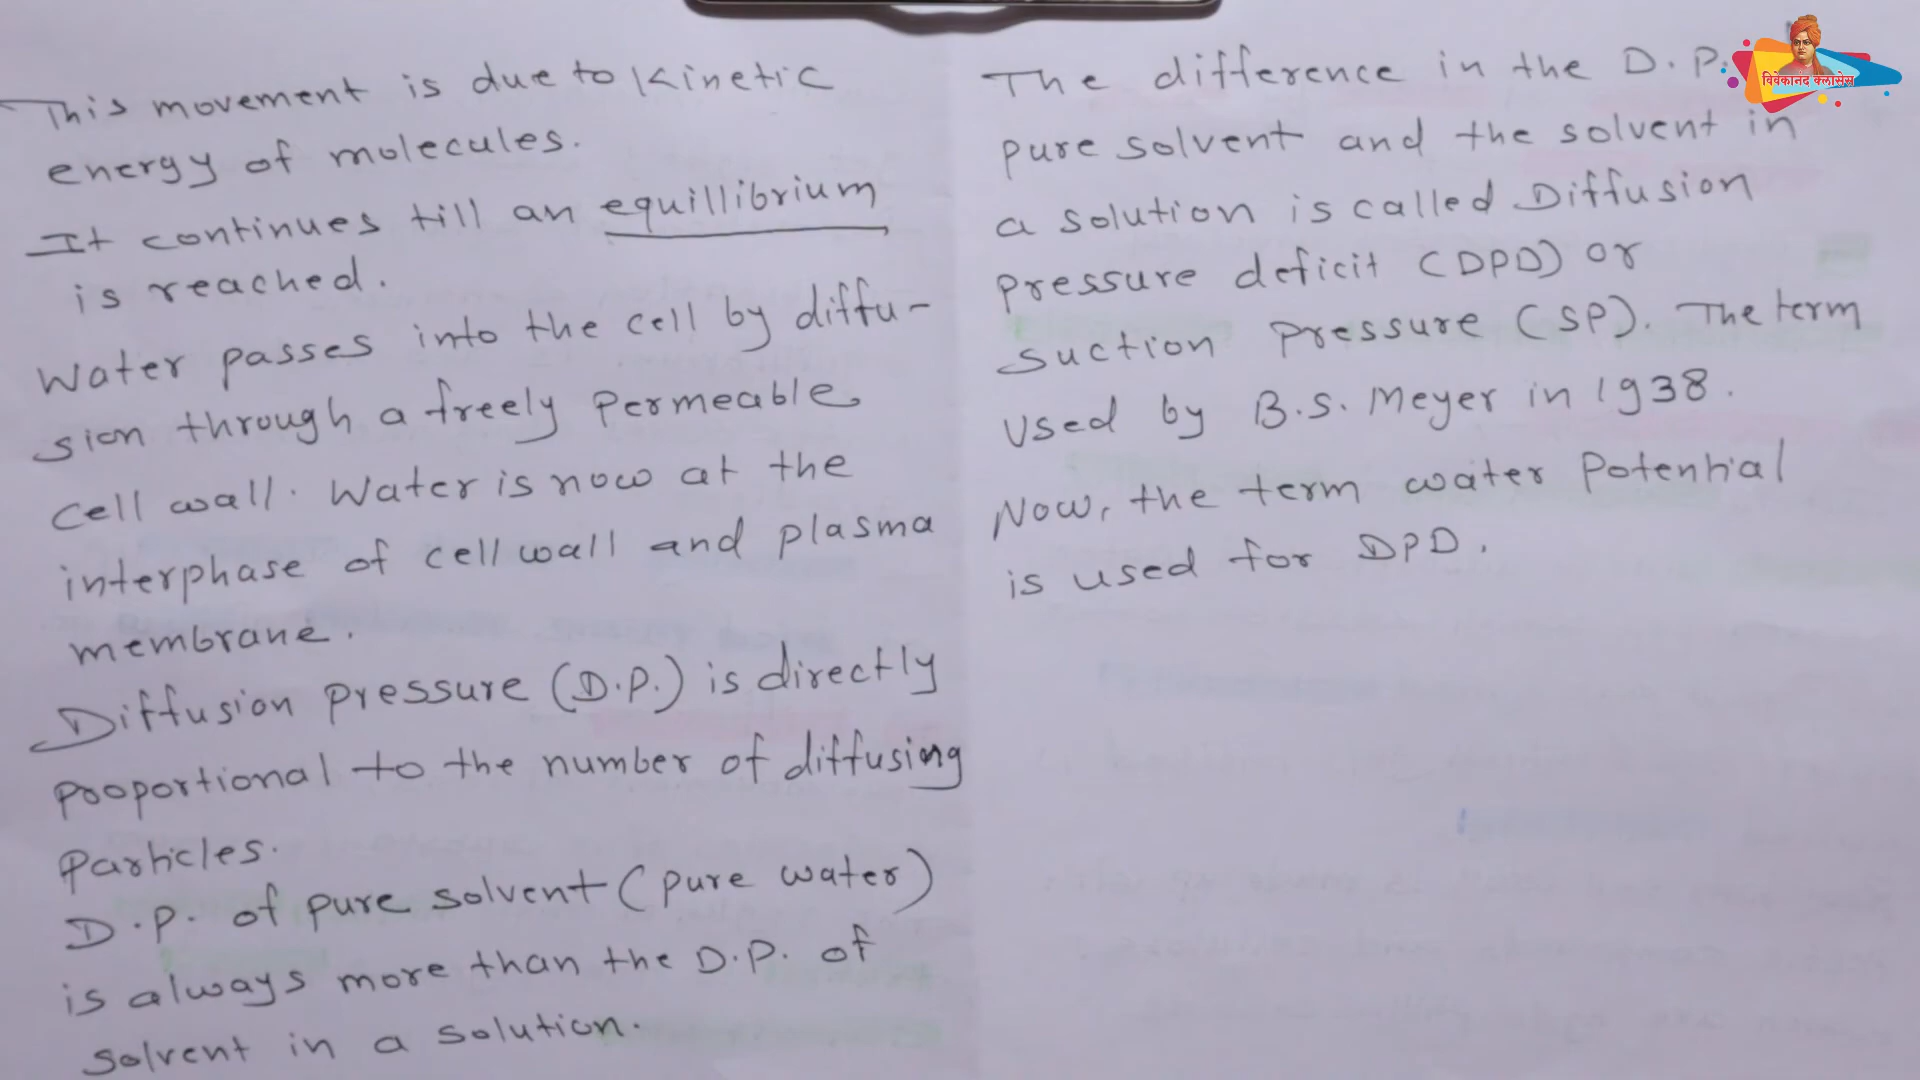 This movement is due to Kinetic
energy of molecules.
It continues till an equillibrium
is reached.
Water passes into the cell by diffu-
sion through a freely permeable
cell wall. Water is now at the
interphase of cell wall and plasma
membrane.
Diffusion pressure (D.P.) is directly
proportional to the number of diffusing
Particles.
D.P. of pure solvent (pure water)
is always more than the D.P. of
solvent in a solution.
The difference in the D.P.
pure solvent and the solvent in
a solution is called Diffusion
pressure deficit (DPD) or
suction pressure (SP). The term
used by B.S. Meyer in 1938.
Now, the term water potential
is used for DPD.
विवेकानंद क्लासेस